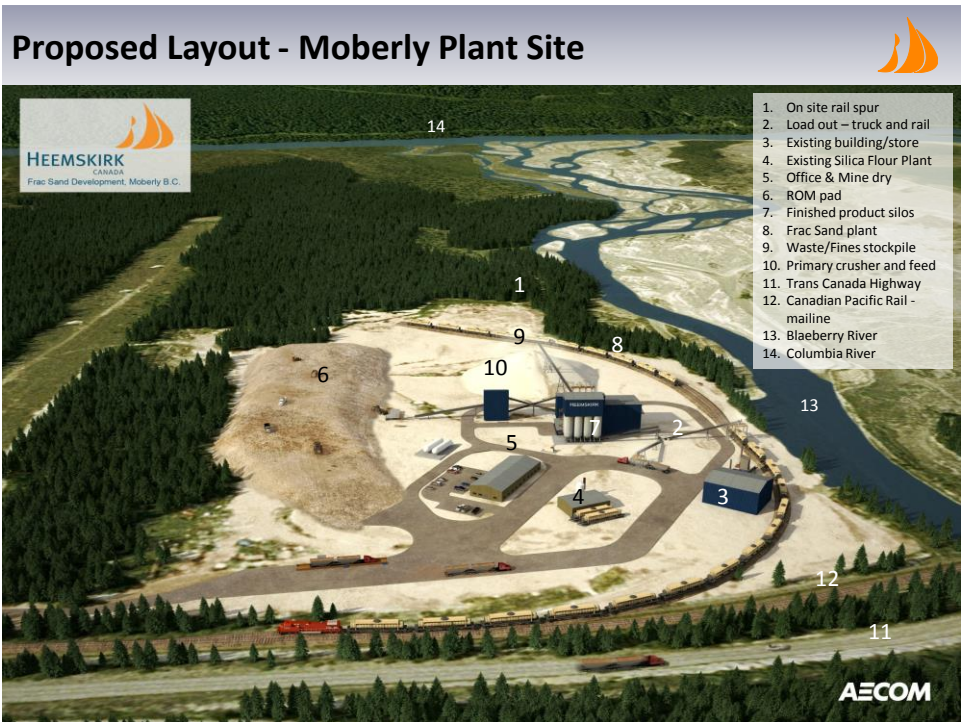 Proposed Layout - Moberly Plant Site
HEEMSKIRK
CANADA
Frac Sand Development, Moberly B.C.
1. On site rail spur
2. Load out – truck and rail
3. Existing building/store
4. Existing Silica Flour Plant
5. Office & Mine dry
6. ROM pad
7. Finished product silos
8. Frac Sand plant
9. Waste/Fines stockpile
10. Primary crusher and feed
11. Trans Canada Highway
12. Canadian Pacific Rail -
mailine
13. Blaeberry River
14. Columbia River
14
1
9
8
10
6
HEEMSKIRK
13
7
2
5
4
3
12
11
AECOM